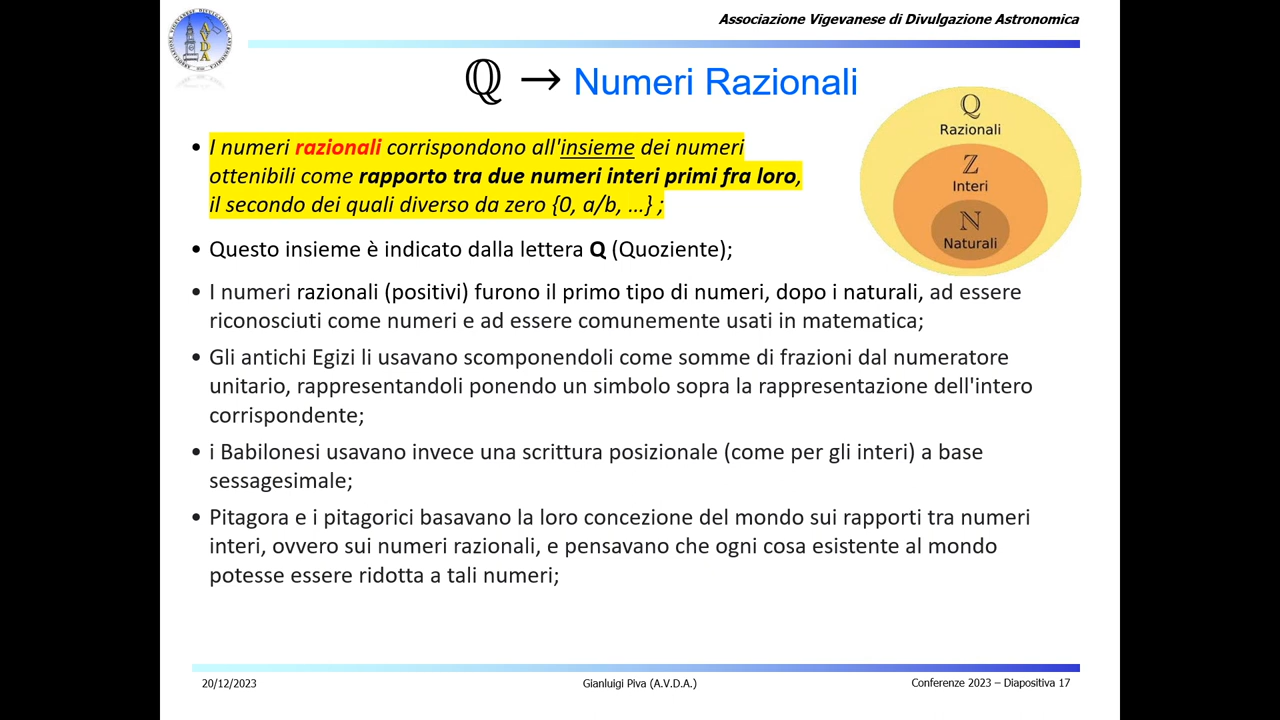 Associazione Vigevanese di Divulgazione Astronomica
AVDA
ℚ → Numeri Razionali
ℚ
Razionali
ℤ
Interi
ℕ
Naturali
• I numeri razionali corrispondono all'insieme dei numeri
ottenibili come rapporto tra due numeri interi primi fra loro,
il secondo dei quali diverso da zero {0, a/b, ...} ;
• Questo insieme è indicato dalla lettera Q (Quoziente);
• I numeri razionali (positivi) furono il primo tipo di numeri, dopo i naturali, ad essere
riconosciuti come numeri e ad essere comunemente usati in matematica;
• Gli antichi Egizi li usavano scomponendoli come somme di frazioni dal numeratore
unitario, rappresentandoli ponendo un simbolo sopra la rappresentazione dell'intero
corrispondente;
• i Babilonesi usavano invece una scrittura posizionale (come per gli interi) a base
sessagesimale;
• Pitagora e i pitagorici basavano la loro concezione del mondo sui rapporti tra numeri
interi, ovvero sui numeri razionali, e pensavano che ogni cosa esistente al mondo
potesse essere ridotta a tali numeri;
20/12/2023
Gianluigi Piva (A.V.D.A.)
Conferenze 2023 – Diapositiva 17